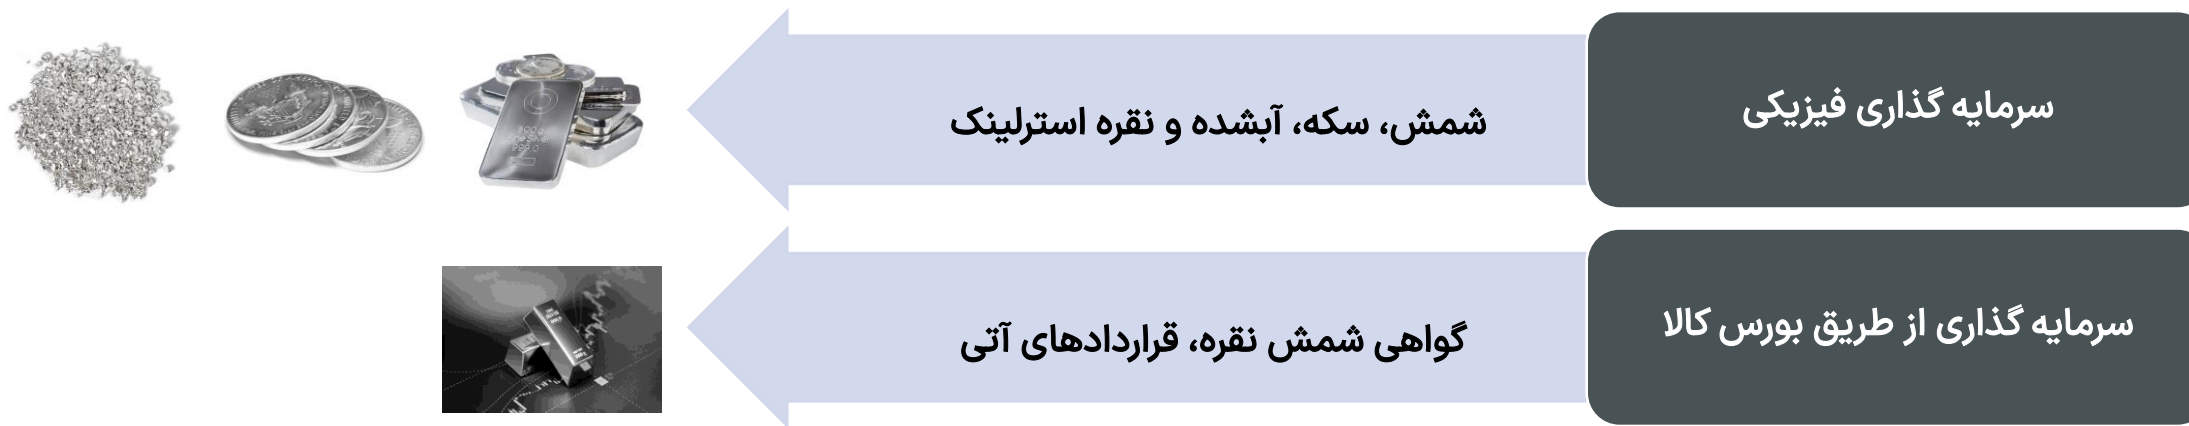 سرمایه گذاری فیزیکی
شمش، سکه، آبشده و نقره استرلینک
سرمایه گذاری از طریق بورس کالا
گواهی شمش نقره، قراردادهای آتی